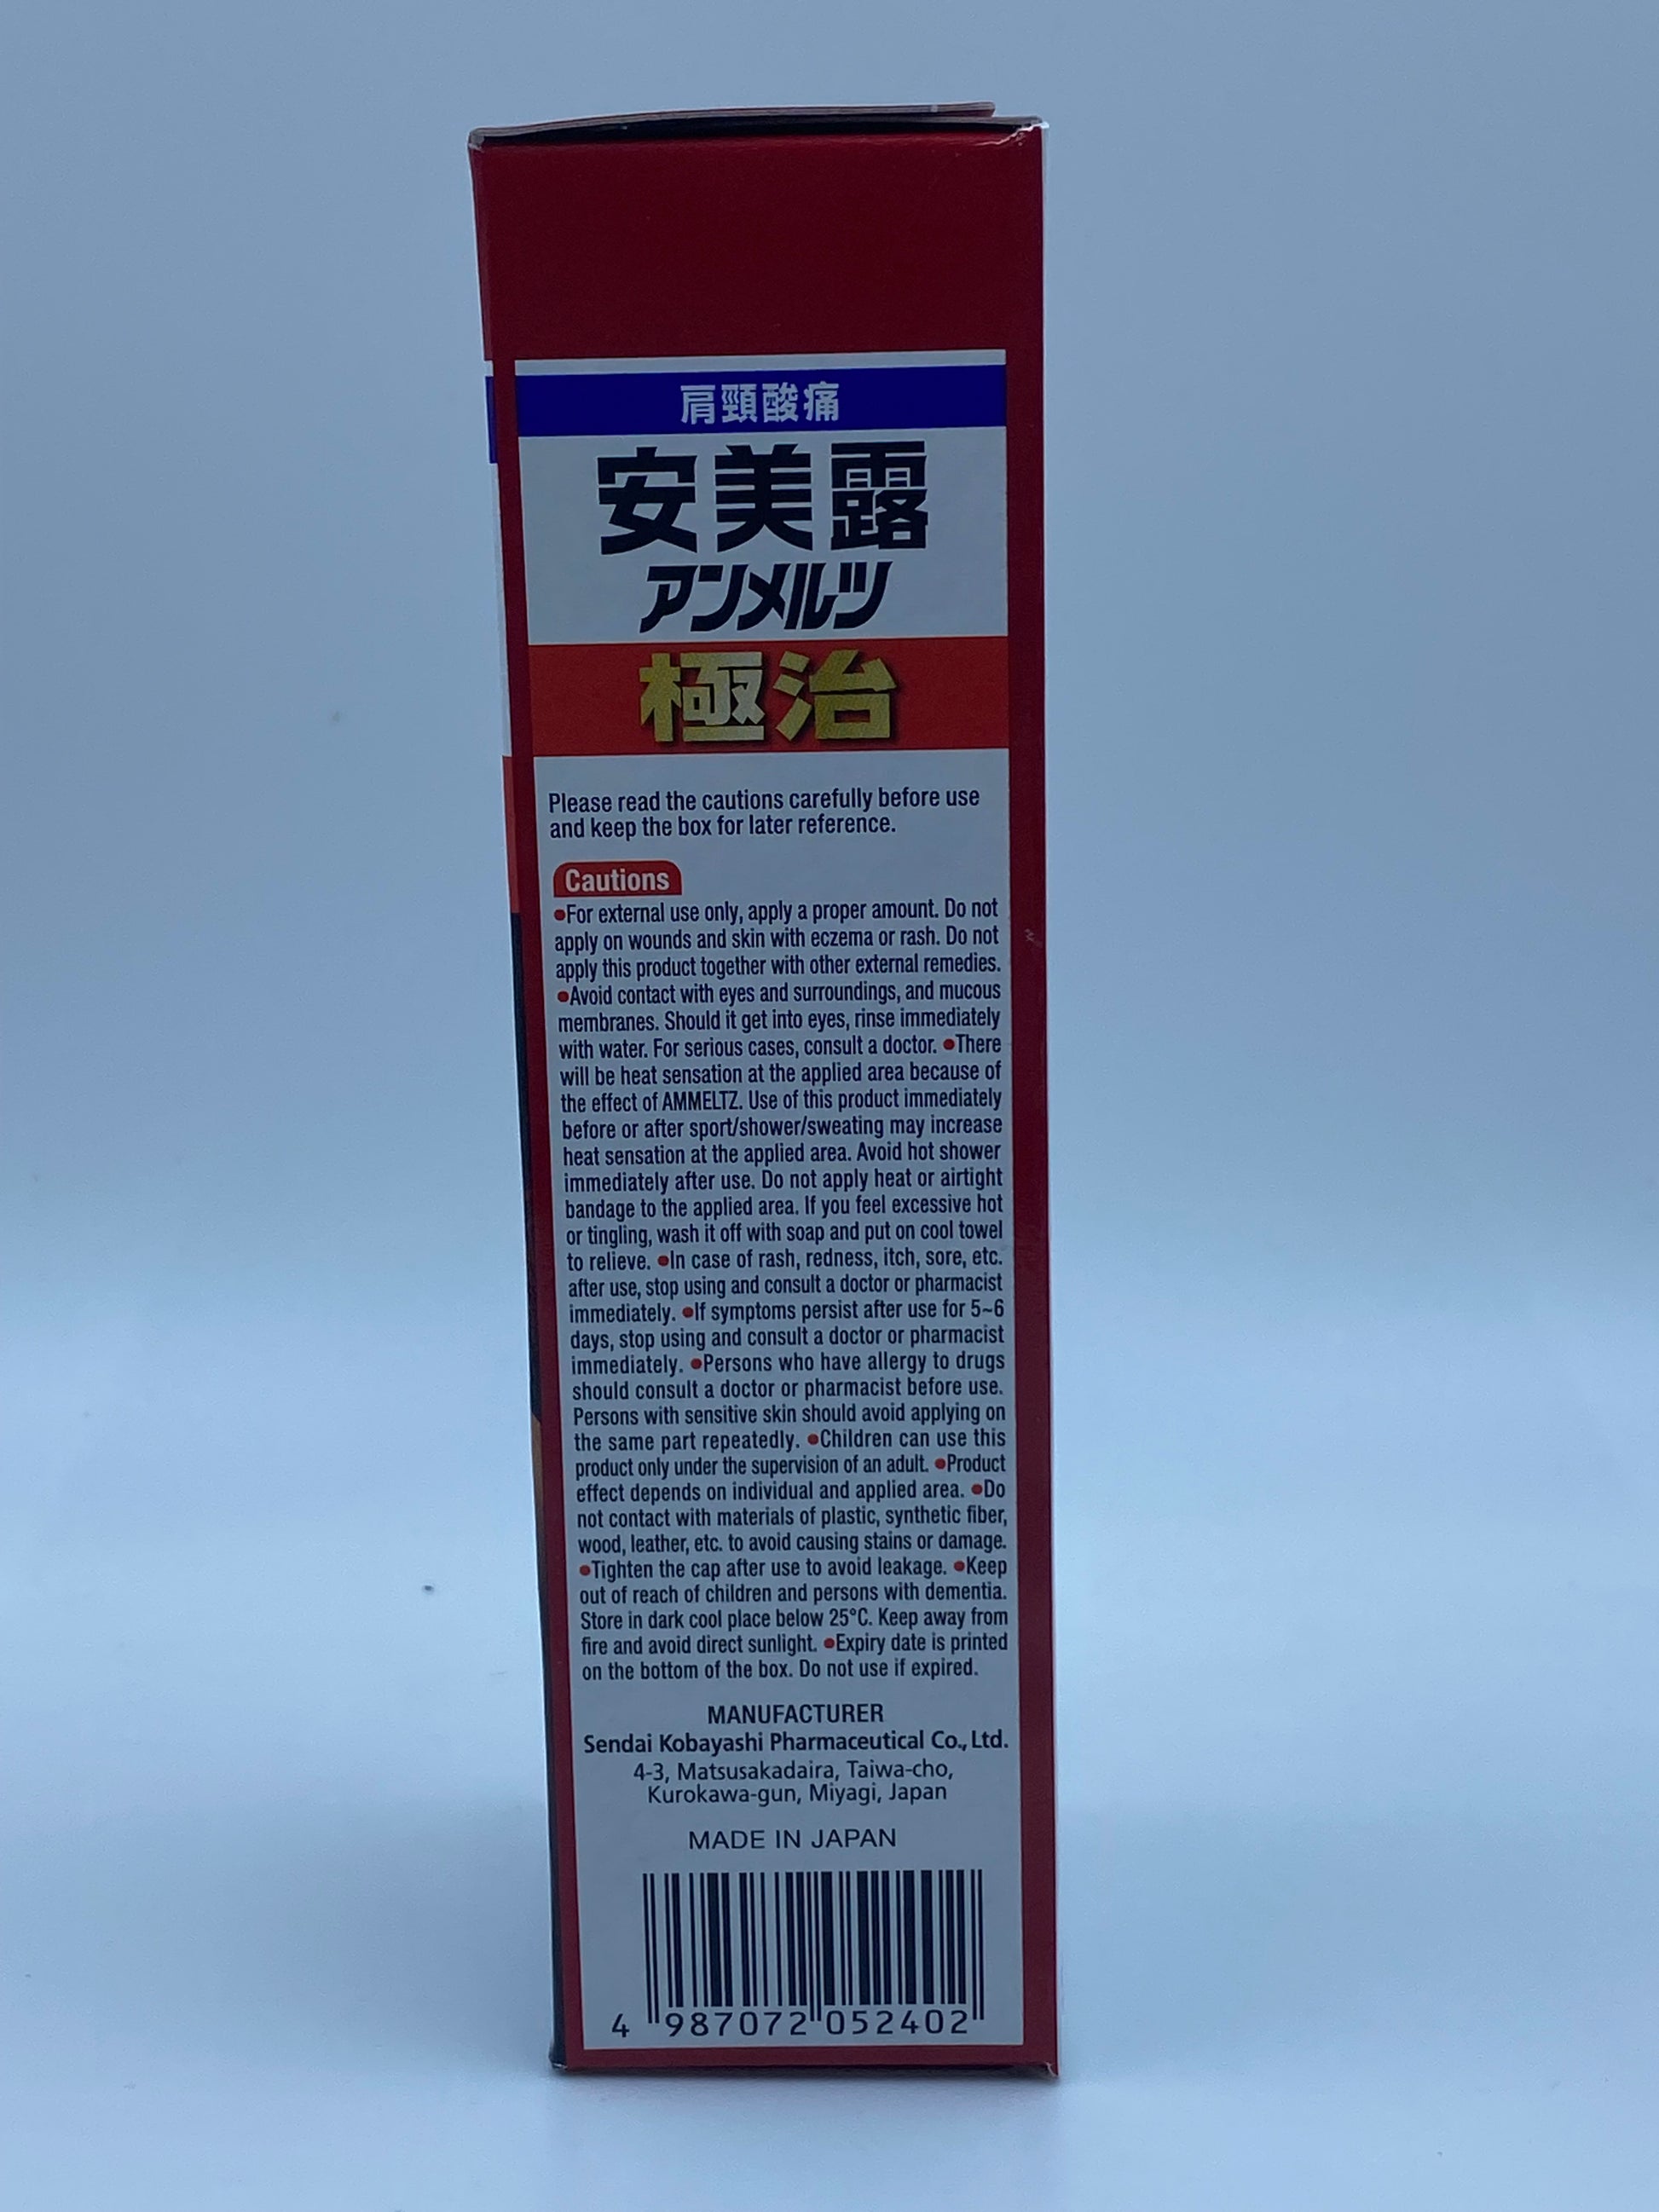 肩頸酸痛
安美露
アンメルツ
極治
Please read the cautions carefully before use
and keep the box for later reference.
Cautions
●For external use only, apply a proper amount. Do not
apply on wounds and skin with eczema or rash. Do not
apply this product together with other external remedies.
●Avoid contact with eyes and surroundings, and mucous
membranes. Should it get into eyes, rinse immediately
with water. For serious cases, consult a doctor. ●There
will be heat sensation at the applied area because of
the effect of AMMELTZ. Use of this product immediately
before or after sport/shower/sweating may increase
heat sensation at the applied area. Avoid hot shower
immediately after use. Do not apply heat or airtight
bandage to the applied area. If you feel excessive hot
or tingling, wash it off with soap and put on cool towel
to relieve. ●In case of rash, redness, itch, sore, etc.
after use, stop using and consult a doctor or pharmacist
immediately. ●If symptoms persist after use for 5~6
days, stop using and consult a doctor or pharmacist
immediately. ●Persons who have allergy to drugs
should consult a doctor or pharmacist before use.
Persons with sensitive skin should avoid applying on
the same part repeatedly. ●Children can use this
product only under the supervision of an adult. ●Product
effect depends on individual and applied area. ●Do
not contact with materials of plastic, synthetic fiber,
wood, leather, etc. to avoid causing stains or damage.
●Tighten the cap after use to avoid leakage. ●Keep
out of reach of children and persons with dementia.
Store in dark cool place below 25°C. Keep away from
fire and avoid direct sunlight. ●Expiry date is printed
on the bottom of the box. Do not use if expired.
MANUFACTURER
Sendai Kobayashi Pharmaceutical Co., Ltd.
4-3, Matsusakadaira, Taiwa-cho,
Kurokawa-gun, Miyagi, Japan
MADE IN JAPAN
4 987072 052402